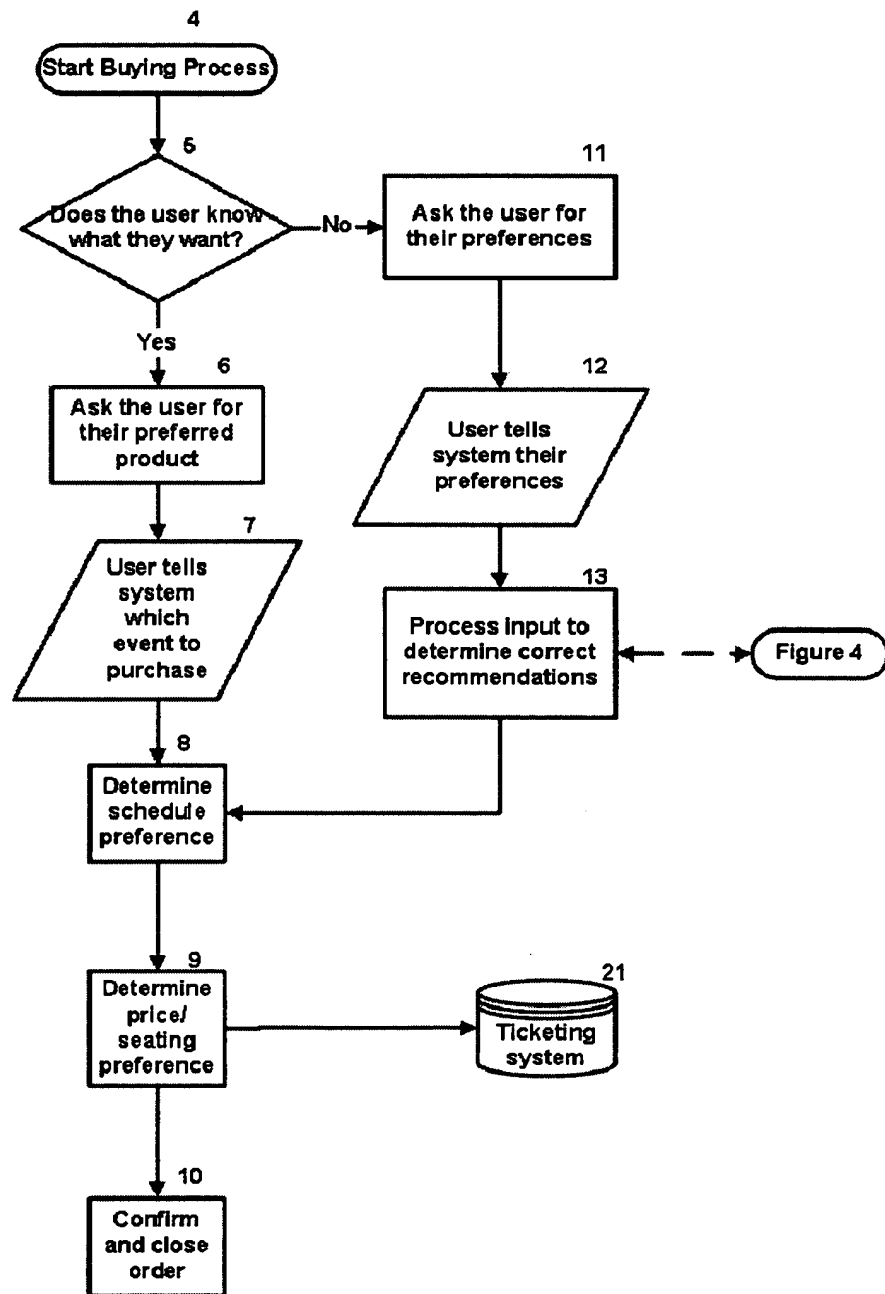 4
Start Buying Process
5
Does the user know
what they want?
No
11
Ask the user for
their preferences
Yes
6
Ask the user for
their preferred
product
12
User tells
system their
preferences
7
User tells
system
which
event to
purchase
13
Process input to
determine correct
recommendations
Figure 4
8
Determine
schedule
preference
9
Determine
price/
seating
preference
21
Ticketing
system
10
Confirm
and close
order